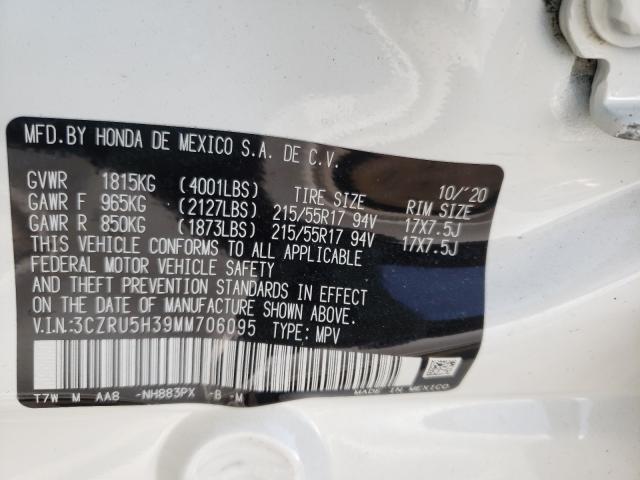 MFD.BY HONDA DE MEXICO S.A. DE C.V.
10/'20
GVWR 1815KG (4001LBS) TIRE SIZE RIM SIZE
GAWR F 965KG (2127LBS) 215/55R17 94V 17X7.5J
GAWR R 850KG (1873LBS) 215/55R17 94V 17X7.5J
THIS VEHICLE CONFORMS TO ALL APPLICABLE
FEDERAL MOTOR VEHICLE SAFETY
AND THEFT PREVENTION STANDARDS IN EFFECT
ON THE DATE OF MANUFACTURE SHOWN ABOVE.
V.I.N.:3CZRU5H39MM706095 TYPE: MPV
T7W M AA8 -NH883PX -B -M
MADE IN MEXICO.